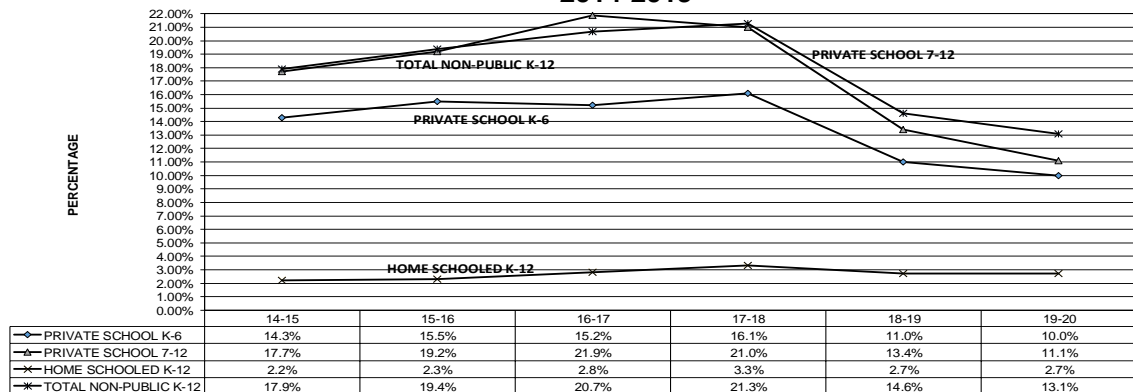 22.00%
21.00%
20.00%
19.00%
18.00%
17.00%
16.00%
15.00%
14.00%
13.00%
12.00%
11.00%
10.00%
9.00%
8.00%
7.00%
6.00%
5.00%
4.00%
3.00%
2.00%
1.00%
0.00%
PERCENTAGE
PRIVATE SCHOOL 7-12
TOTAL NON-PUBLIC K-12
PRIVATE SCHOOL K-6
HOME SCHOOLED K-12
14-15 15-16 16-17 17-18 18-19 19-20
PRIVATE SCHOOL K-6 14.3% 15.5% 15.2% 16.1% 11.0% 10.0%
PRIVATE SCHOOL 7-12 17.7% 19.2% 21.9% 21.0% 13.4% 11.1%
HOME SCHOOLED K-12 2.2% 2.3% 2.8% 3.3% 2.7% 2.7%
TOTAL NON-PUBLIC K-12 17.9% 19.4% 20.7% 21.3% 14.6% 13.1%